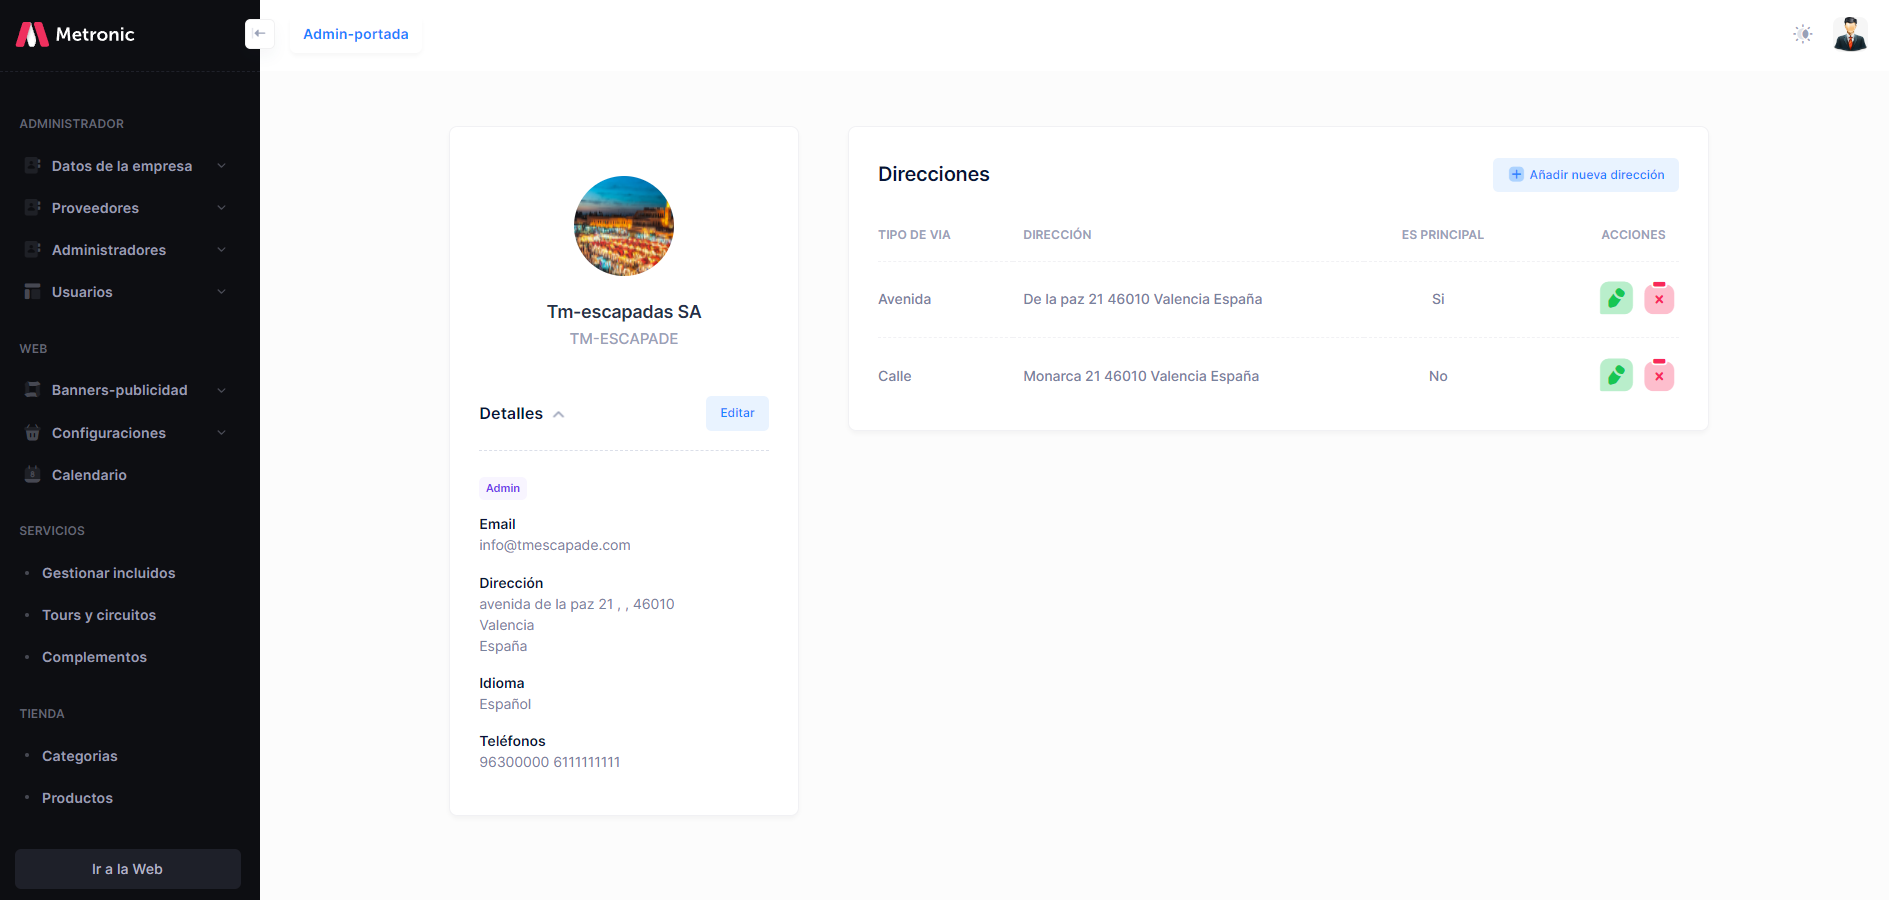 Metronic
Admin-portada
ADMINISTRADOR
Datos de la empresa
Proveedores
Administradores
Usuarios
WEB
Banners-publicidad
Configuraciones
Calendario
SERVICIOS
Gestionar incluidos
Tours y circuitos
Complementos
TIENDA
Categorias
Productos
Ir a la Web
Tm-escapadas SA
TM-ESCAPADE
Detalles
Editar
Admin
Email
info@tmescapade.com
Dirección
avenida de la paz 21 , , 46010
Valencia
España
Idioma
Español
Teléfonos
96300000 6111111111
Direcciones
Añadir nueva dirección
TIPO DE VIA DIRECCIÓN ES PRINCIPAL ACCIONES
Avenida De la paz 21 46010 Valencia España Si
Calle Monarca 21 46010 Valencia España No